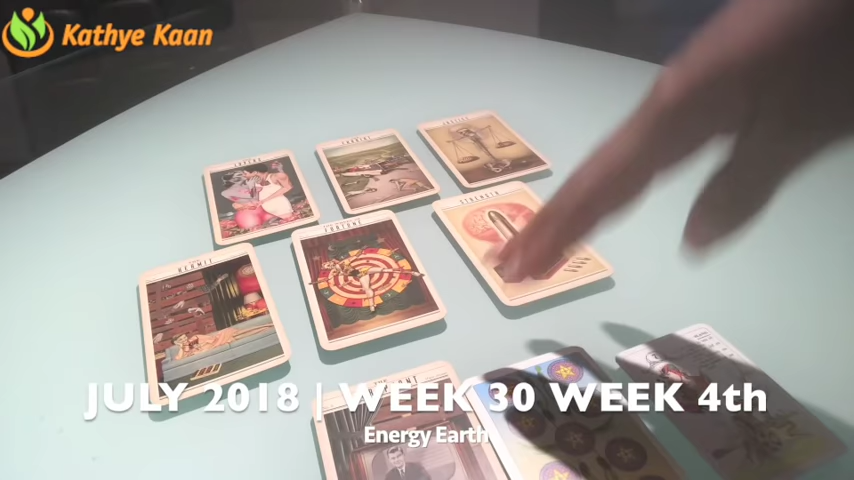 Kathye Kaan
LOVERS
CHARIOT
JUSTICE
STRENGTH
HERMIT
FORTUNE
JULY 2018 | WEEK 30 WEEK 4th
Energy Earth